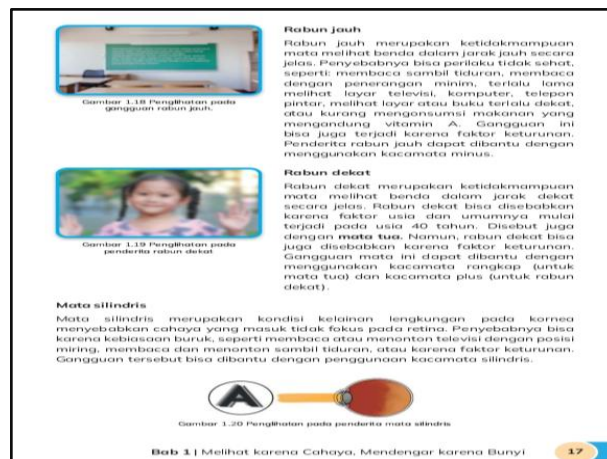 Rabun jauh
Rabun jauh merupakan ketidakmampuan
mata melihat benda dalam jarak jauh secara
jelas. Penyebabnya bisa perilaku tidak sehat,
seperti: membaca sambil tiduran, membaca
dengan penerangan minim, terlalu lama
melihat layar televisi, komputer, telepon
pintar, melihat layar atau buku terlalu dekat,
atau kurang mengonsumsi makanan yang
mengandung vitamin A. Gangguan ini
bisa juga terjadi karena faktor keturunan.
Penderita rabun jauh dapat dibantu dengan
menggunakan kacamata minus.
Gambar 1.18 Penglihatan pada
gangguan rabun jauh.
Rabun dekat
Rabun dekat merupakan ketidakmampuan
mata melihat benda dalam jarak dekat
secara jelas. Rabun dekat bisa disebabkan
karena faktor usia dan umumnya mulai
terjadi pada usia 40 tahun. Disebut juga
dengan mata tua. Namun, rabun dekat bisa
juga disebabkan karena faktor keturunan.
Gangguan mata ini dapat dibantu dengan
menggunakan kacamata rangkap (untuk
mata tua) dan kacamata plus (untuk rabun
dekat).
Gambar 1.19 Penglihatan pada
penderita rabun dekat
Mata silindris
Mata silindris merupakan kondisi kelainan lengkungan pada kornea
menyebabkan cahaya yang masuk tidak fokus pada retina. Penyebabnya bisa
karena kebiasaan buruk, seperti membaca atau menonton televisi dengan posisi
miring, membaca dan menonton sambil tiduran, atau karena faktor keturunan.
Gangguan tersebut bisa dibantu dengan penggunaan kacamata silindris.
A
Gambar 1.20 Penglihatan pada penderita mata silindris
Bab 1 | Melihat karena Cahaya, Mendengar karena Bunyi 17